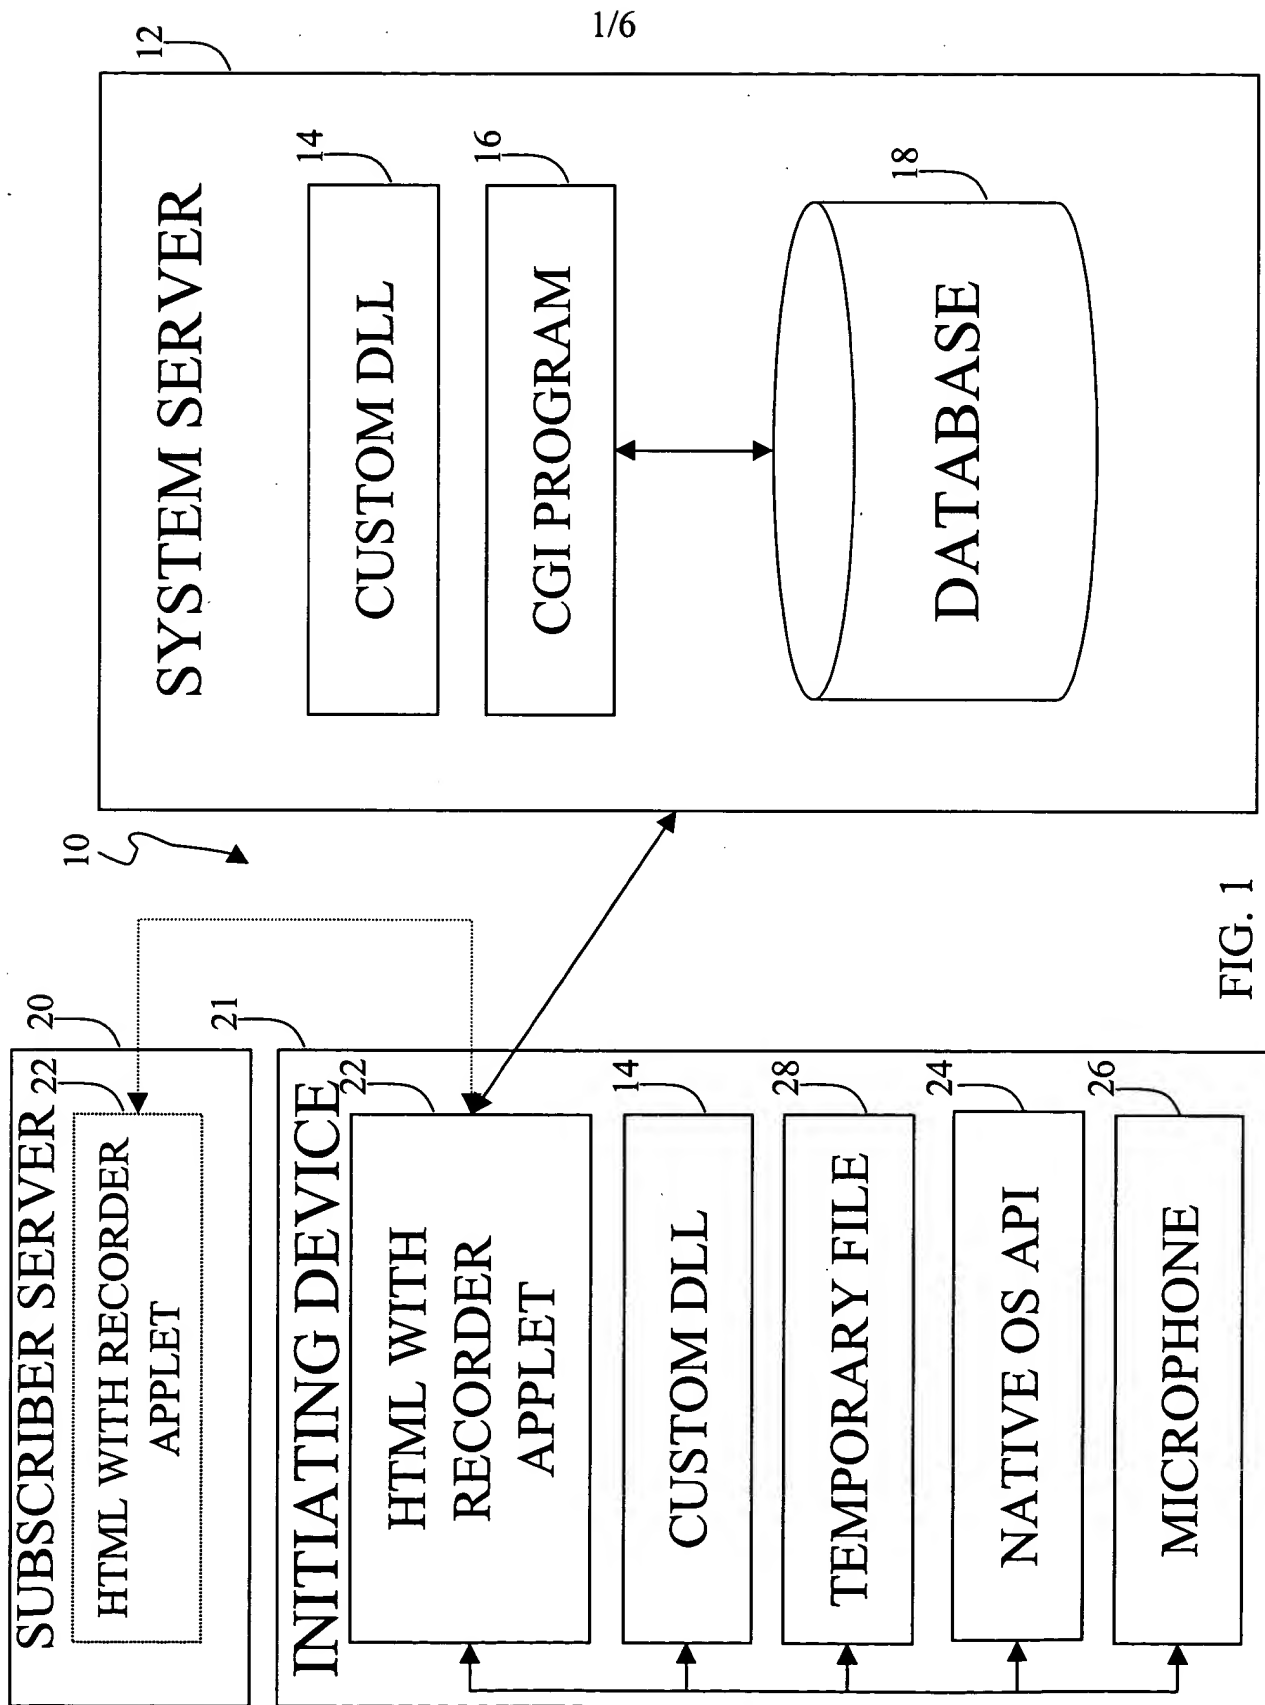 1/6
SUBSCRIBER SERVER
20
22
HTML WITH RECORDER
APPLET
10
INITIATING DEVICE
21
22
HTML WITH
RECORDER
APPLET
14
CUSTOM DLL
28
TEMPORARY FILE
24
NATIVE OS API
26
MICROPHONE
12
SYSTEM SERVER
14
CUSTOM DLL
16
CGI PROGRAM
18
DATABASE
FIG. 1